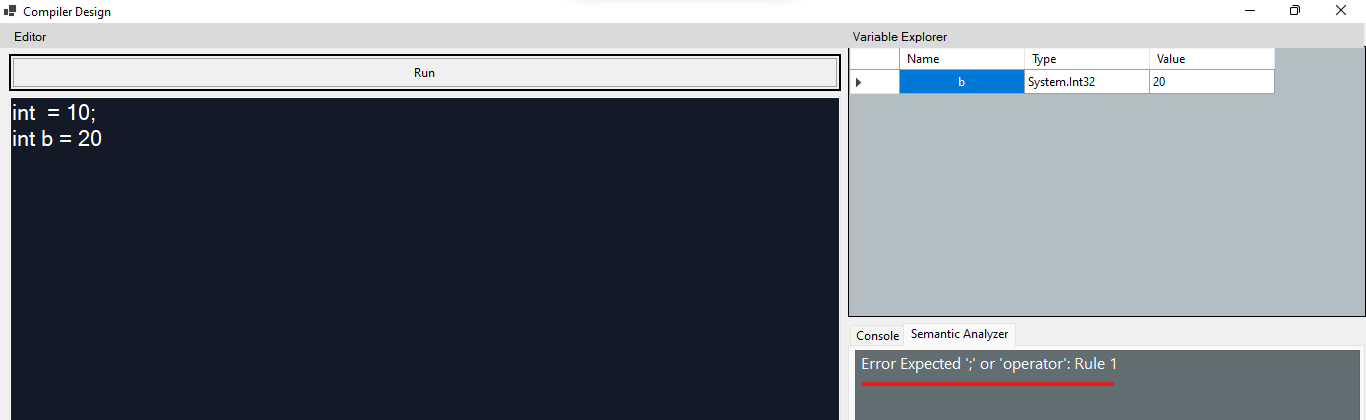 Compiler Design
Editor
Run
int  = 10;
int b = 20
Variable Explorer
Name Type Value
b System.Int32 20
Console Semantic Analyzer
Error Expected ';' or 'operator': Rule 1